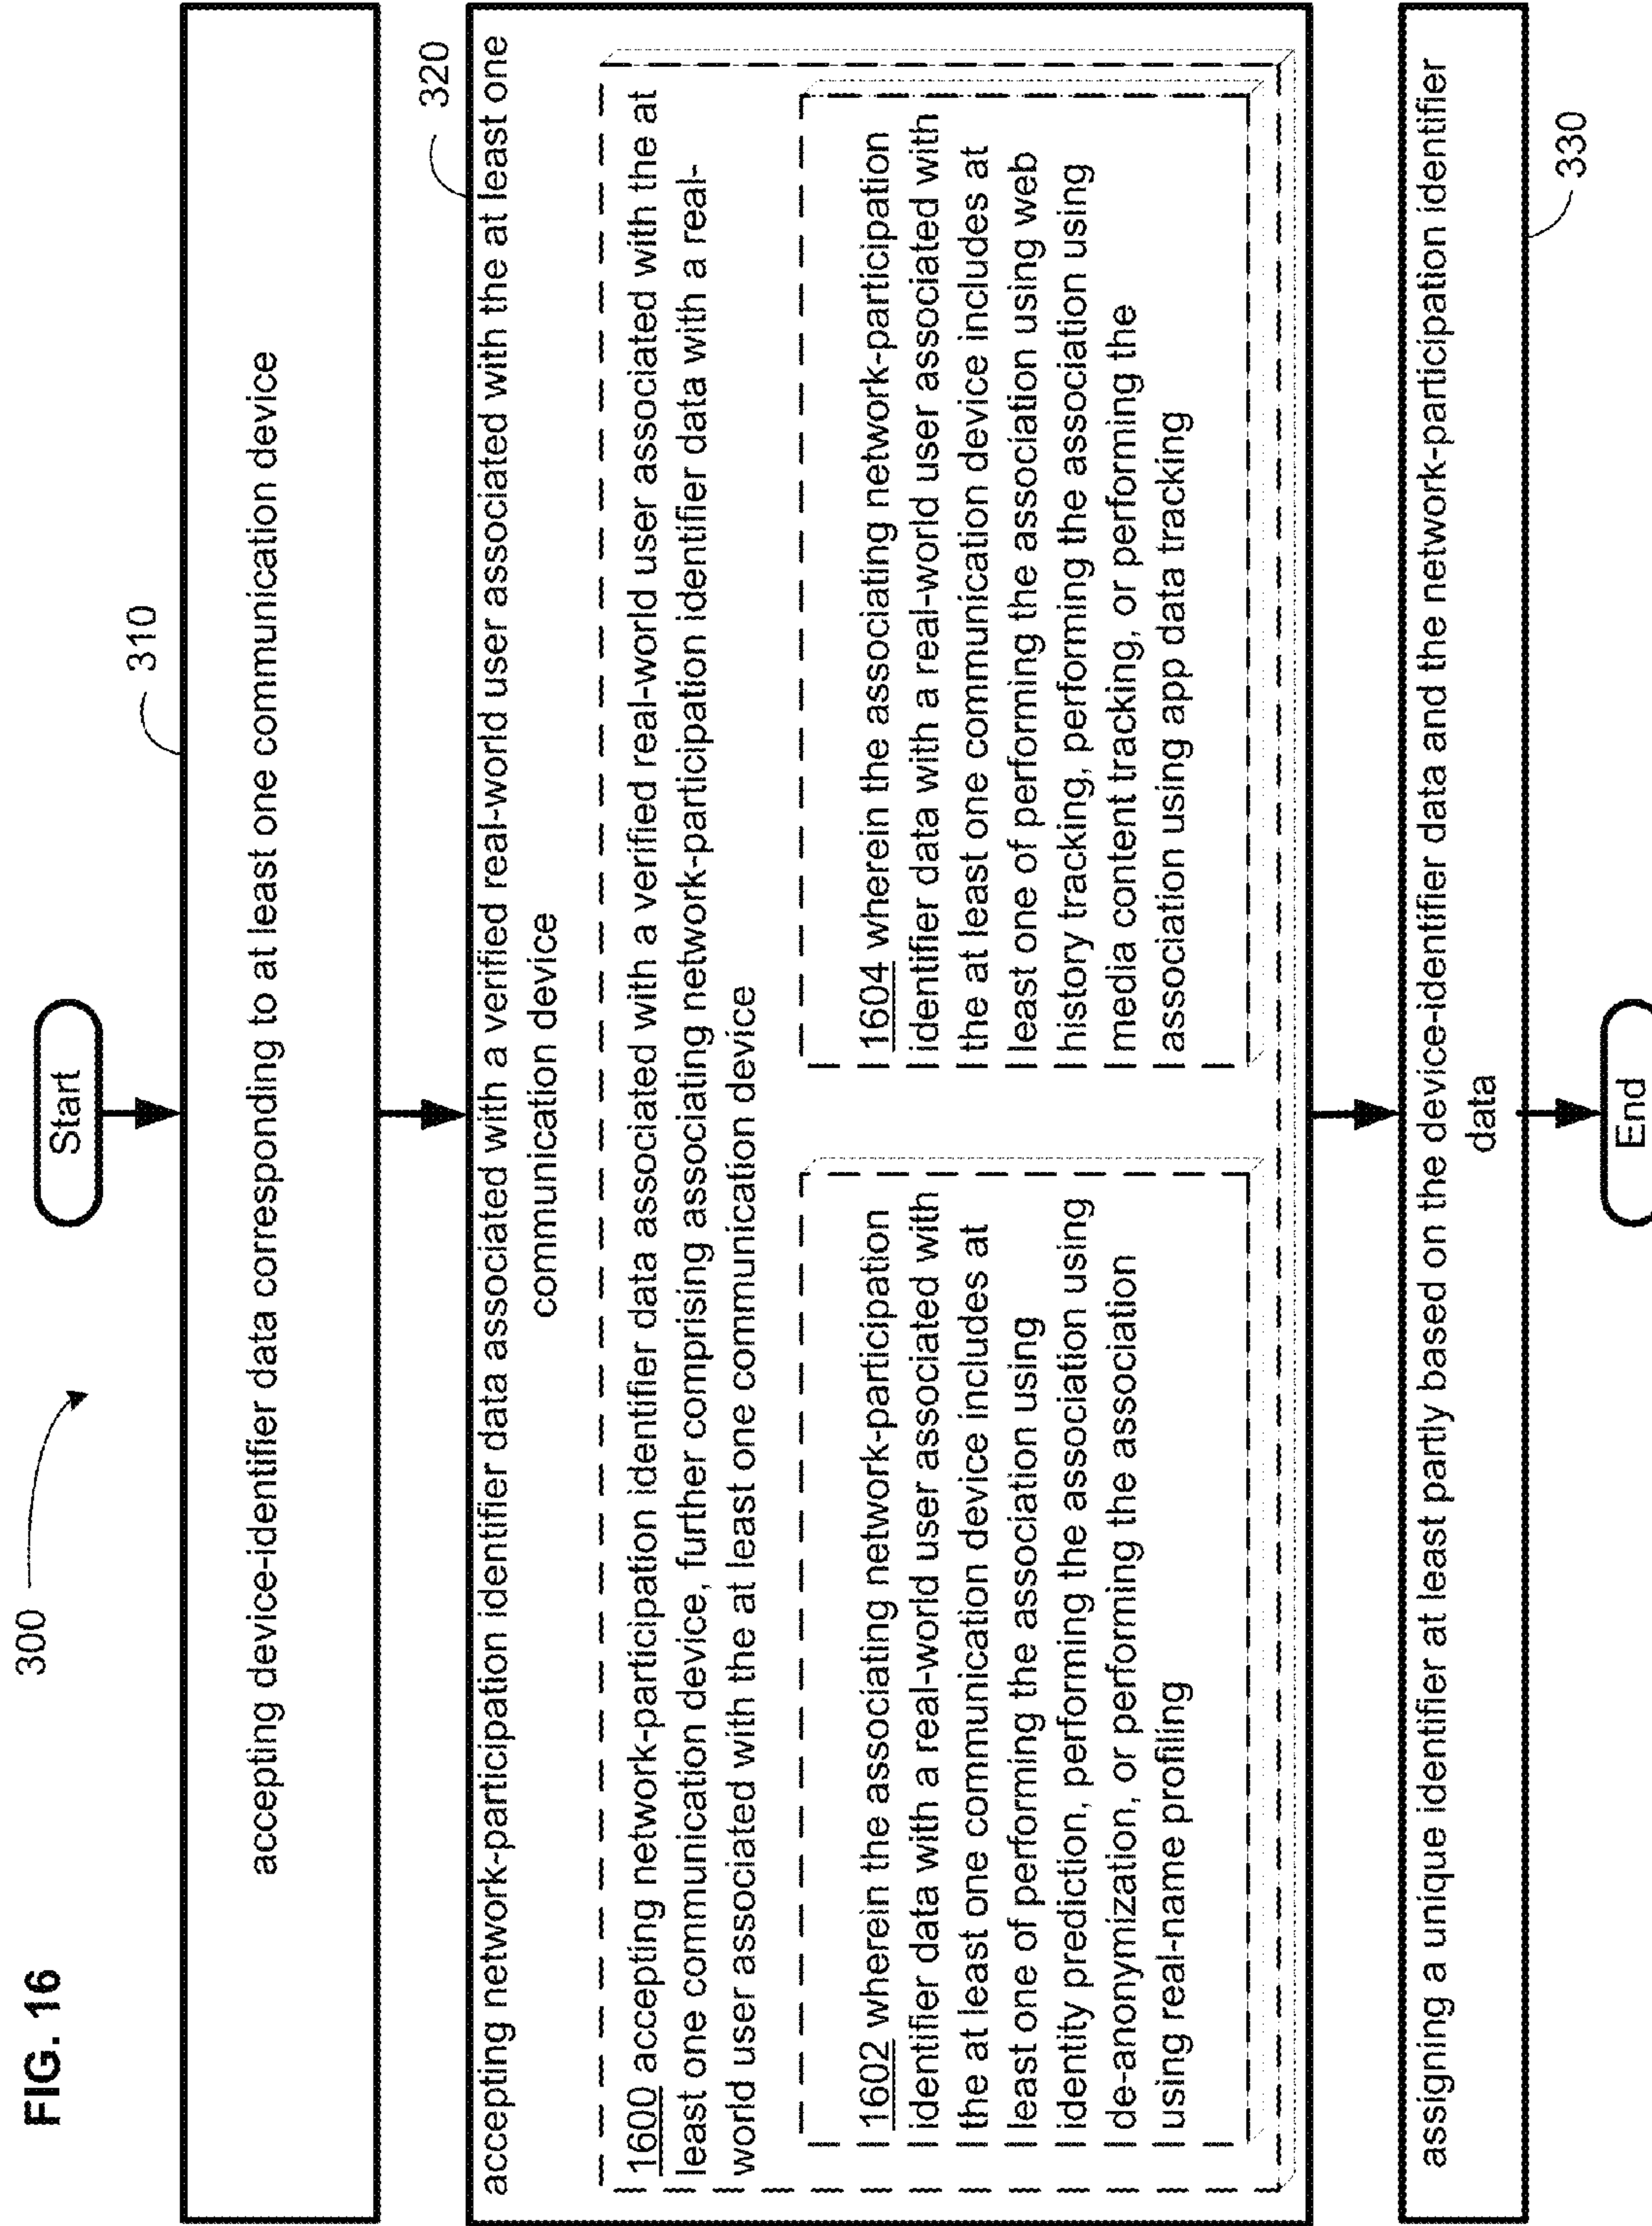 FIG. 16
300
Start
310
accepting device-identifier data corresponding to at least one communication device
320
accepting network-participation identifier data associated with a verified real-world user associated with the at least one
communication device
1600 accepting network-participation identifier data associated with a verified real-world user associated with the at
least one communication device, further comprising associating network-participation identifier data with a real-
world user associated with the at least one communication device
1602 wherein the associating network-participation
identifier data with a real-world user associated with
the at least one communication device includes at
least one of performing the association using
identity prediction, performing the association using
de-anonymization, or performing the association
using real-name profiling
1604 wherein the associating network-participation
identifier data with a real-world user associated with
the at least one communication device includes at
least one of performing the association using web
history tracking, performing the association using
media content tracking, or performing the
association using app data tracking
assigning a unique identifier at least partly based on the device-identifier data and the network-participation identifier
data
330
End